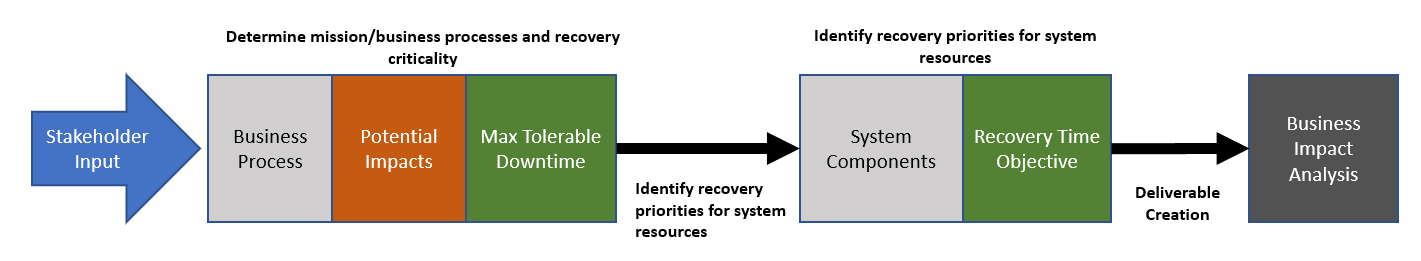 Determine mission/business processes and recovery
criticality
Identify recovery priorities for system
resources
Stakeholder
Input
Business
Process
Potential
Impacts
Max Tolerable
Downtime
Identify recovery
priorities for system
resources
System
Components
Recovery Time
Objective
Deliverable
Creation
Business
Impact
Analysis